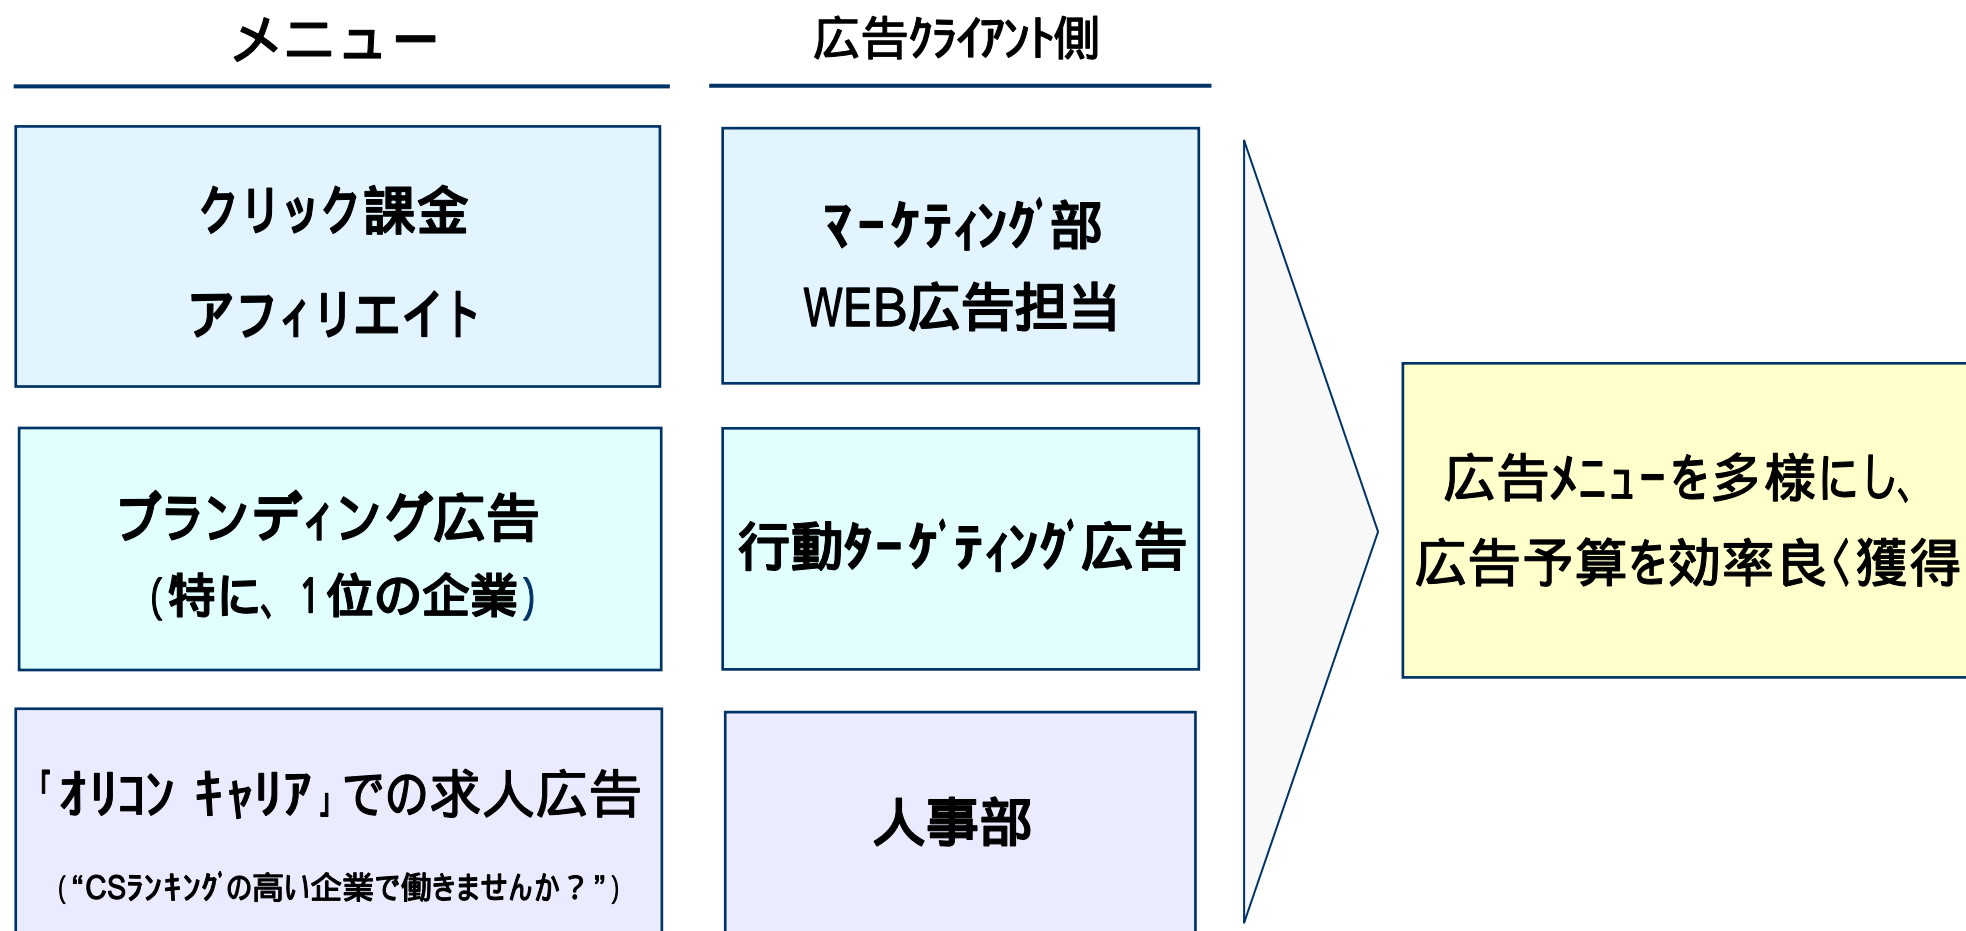 メニュー
広告ｸﾗｲｱﾝﾄ側
クリック課金
アフィリエイト
ﾏｰｹﾃｨﾝｸﾞ部
WEB広告担当
ブランディング広告
(特に、1位の企業)
行動ﾀｰｹﾞﾃｨﾝｸﾞ広告
「ｵﾘｺﾝ ｷｬﾘｱ」での求人広告
(“CSﾗﾝｷﾝｸﾞの高い企業で働きませんか？”)
人事部
広告ﾒﾆｭｰを多様にし、
広告予算を効率良く獲得